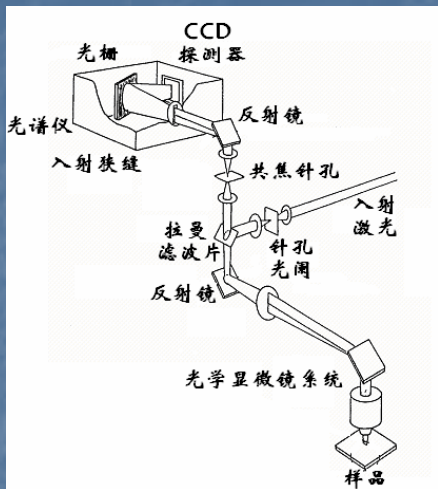 CCD
光栅
探测器
反射镜
光谱仪
入射狭缝
共焦针孔
入射
激光
拉曼
滤波片
针孔
光阑
反射镜
光学显微镜系统
样品